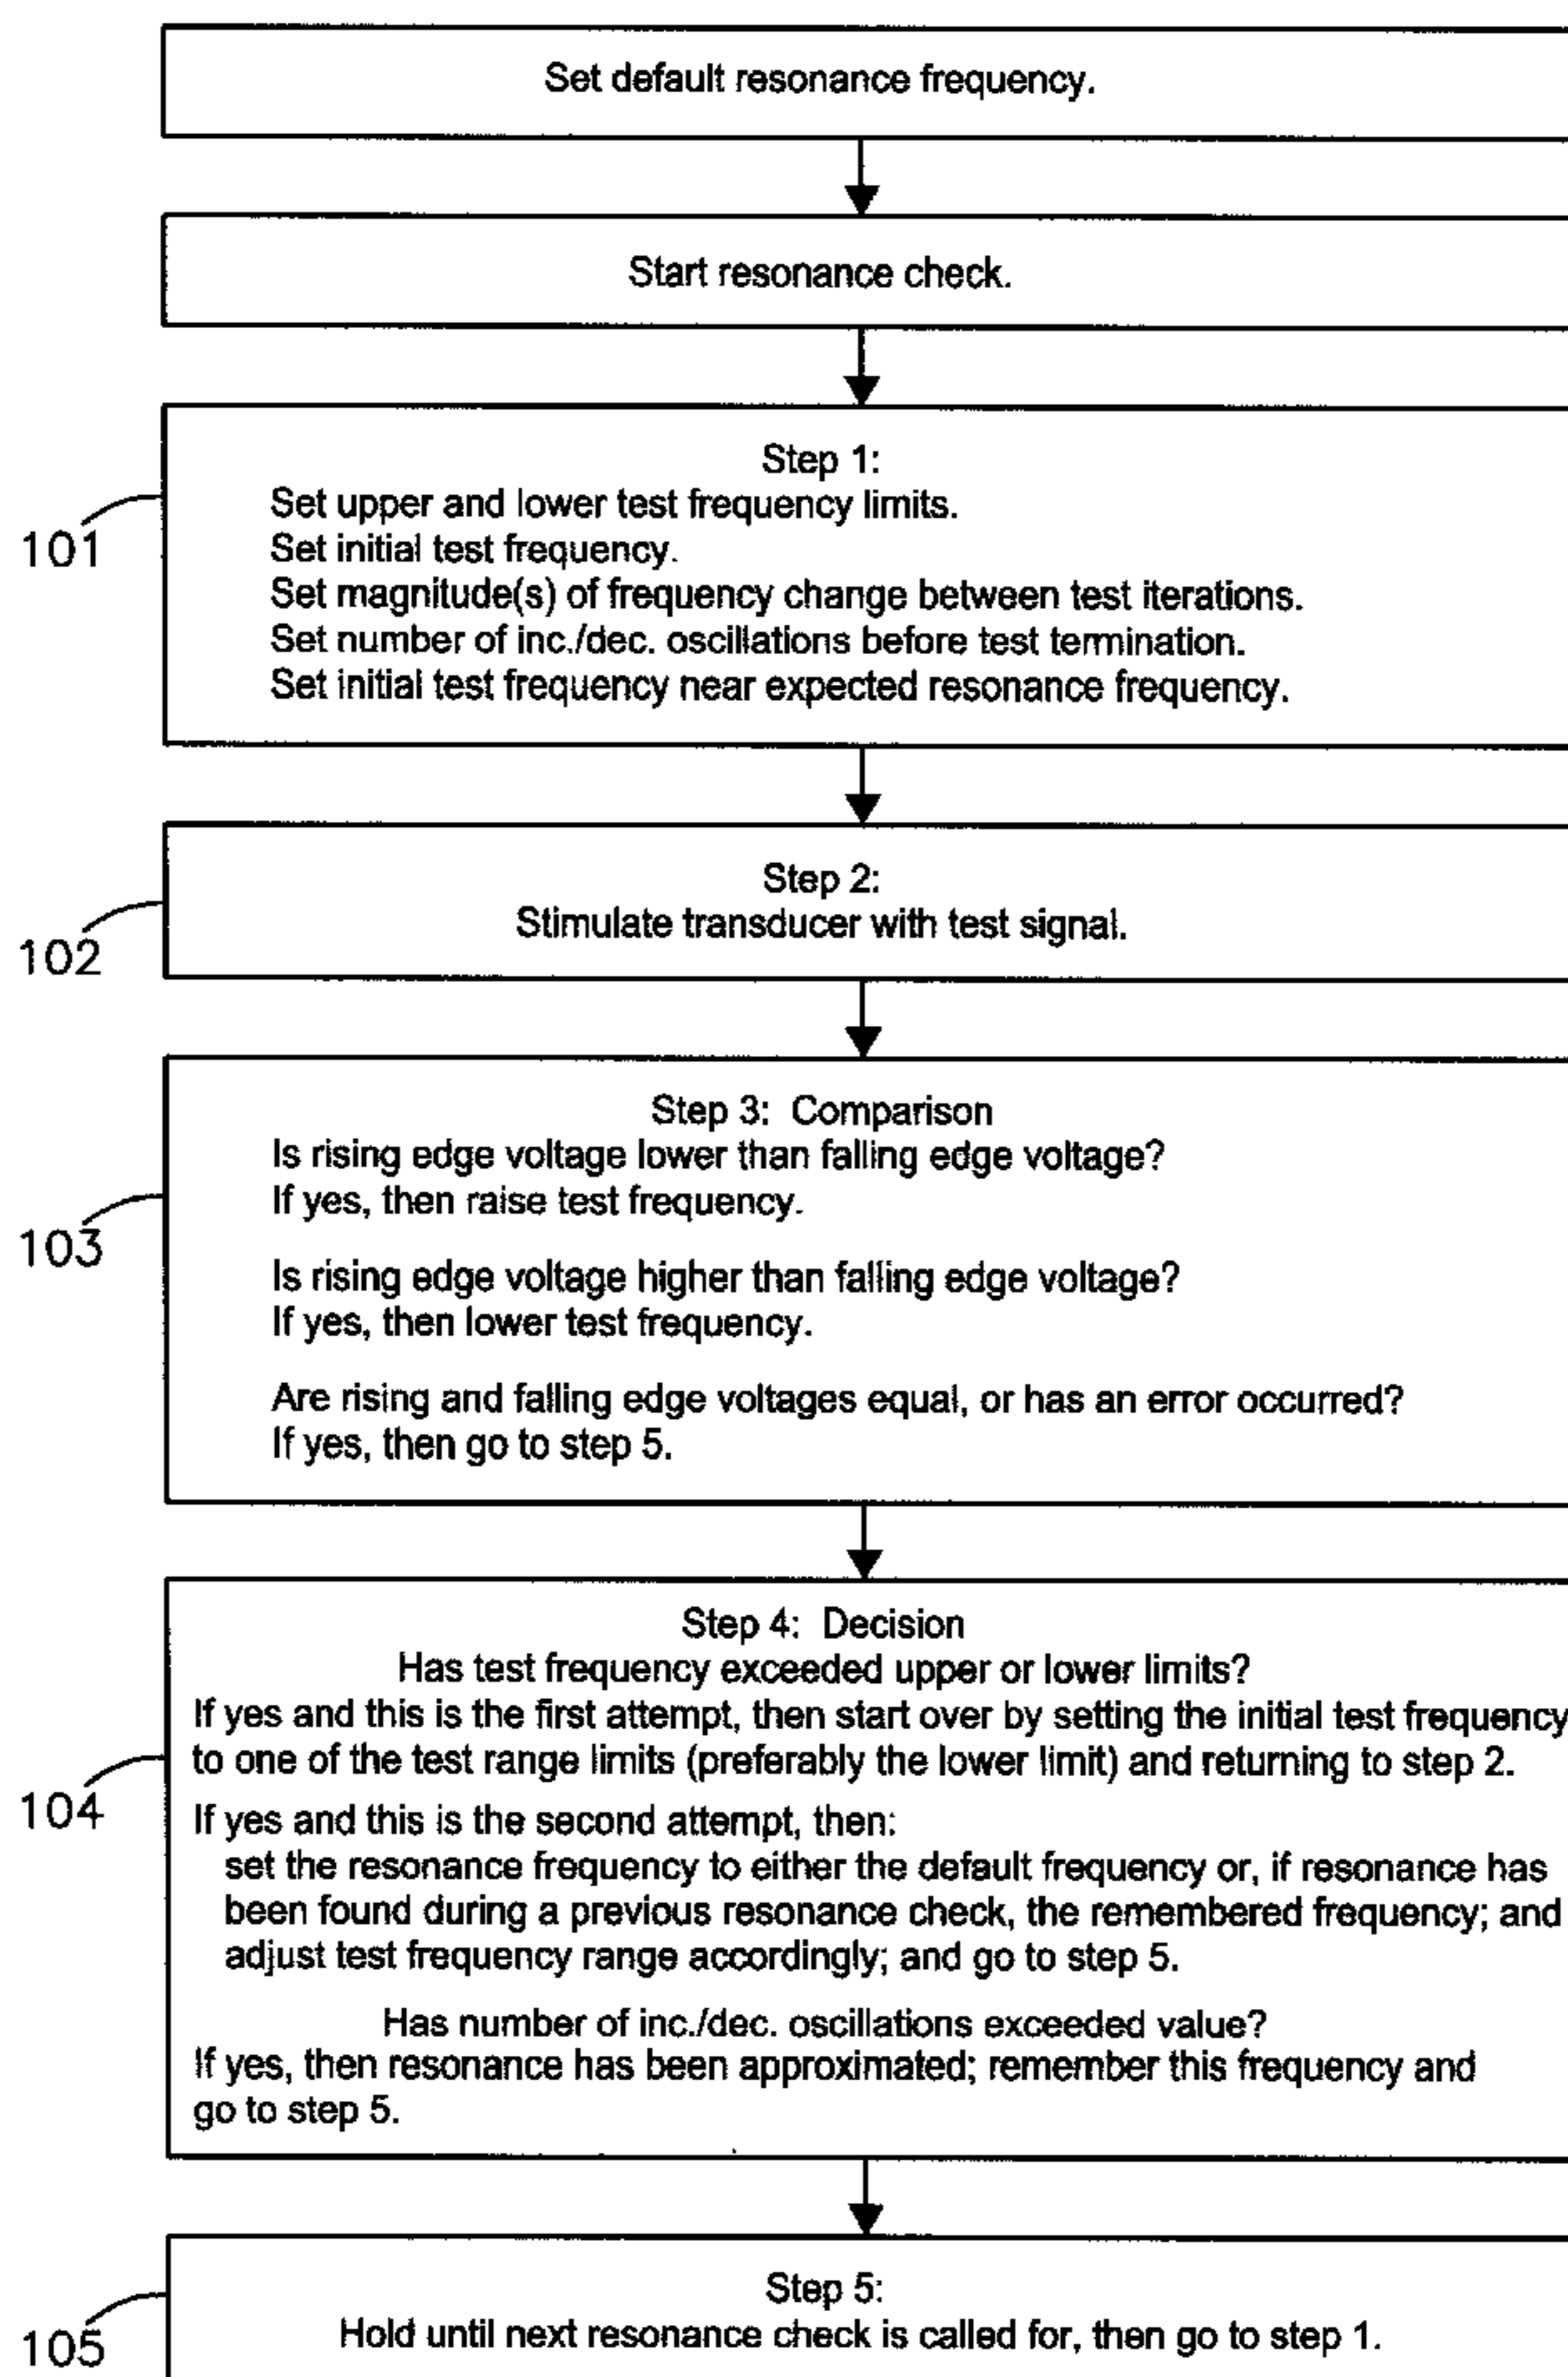 Set default resonance frequency.
Start resonance check.
Step 1:
Set upper and lower test frequency limits.
Set initial test frequency.
Set magnitude(s) of frequency change between test iterations.
Set number of inc./dec. oscillations before test termination.
Set initial test frequency near expected resonance frequency.
101
Step 2:
Stimulate transducer with test signal.
102
Step 3: Comparison
Is rising edge voltage lower than falling edge voltage?
If yes, then raise test frequency.
Is rising edge voltage higher than falling edge voltage?
If yes, then lower test frequency.
Are rising and falling edge voltages equal, or has an error occurred?
If yes, then go to step 5.
103
Step 4: Decision
Has test frequency exceeded upper or lower limits?
If yes and this is the first attempt, then start over by setting the initial test frequency
to one of the test range limits (preferably the lower limit) and returning to step 2.
If yes and this is the second attempt, then:
set the resonance frequency to either the default frequency or, if resonance has
been found during a previous resonance check, the remembered frequency; and
adjust test frequency range accordingly; and go to step 5.
Has number of inc./dec. oscillations exceeded value?
If yes, then resonance has been approximated; remember this frequency and
go to step 5.
104
Step 5:
Hold until next resonance check is called for, then go to step 1.
105